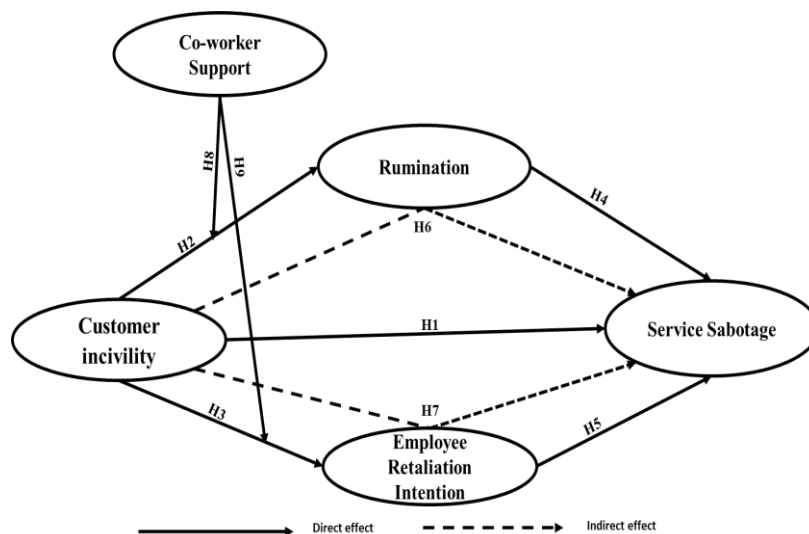 Co-worker
Support
H8
H9
Rumination
H2
H4
H6
Customer
incivility
H1
Service Sabotage
H3
H7
H5
Employee
Retaliation
Intention
Direct effect
Indirect effect